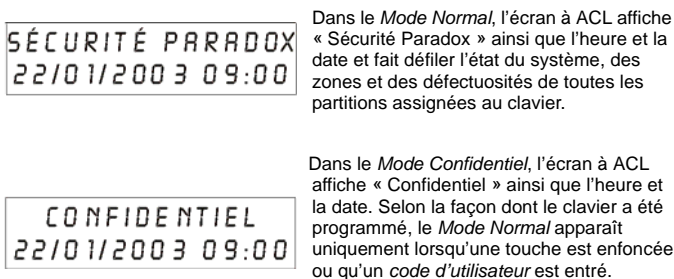 SÉCURITÉ PARADOX
22/01/2003 09:00
Dans le Mode Normal, l'écran à ACL affiche
« Sécurité Paradox » ainsi que l'heure et la
date et fait défiler l'état du système, des
zones et des défectuosités de toutes les
partitions assignées au clavier.
CONFIDENTIEL
22/01/2003 09:00
Dans le Mode Confidentiel, l'écran à ACL
affiche « Confidentiel » ainsi que l'heure et
la date. Selon la façon dont le clavier a été
programmé, le Mode Normal apparaît
uniquement lorsqu'une touche est enfoncée
ou qu'un code d'utilisateur est entré.